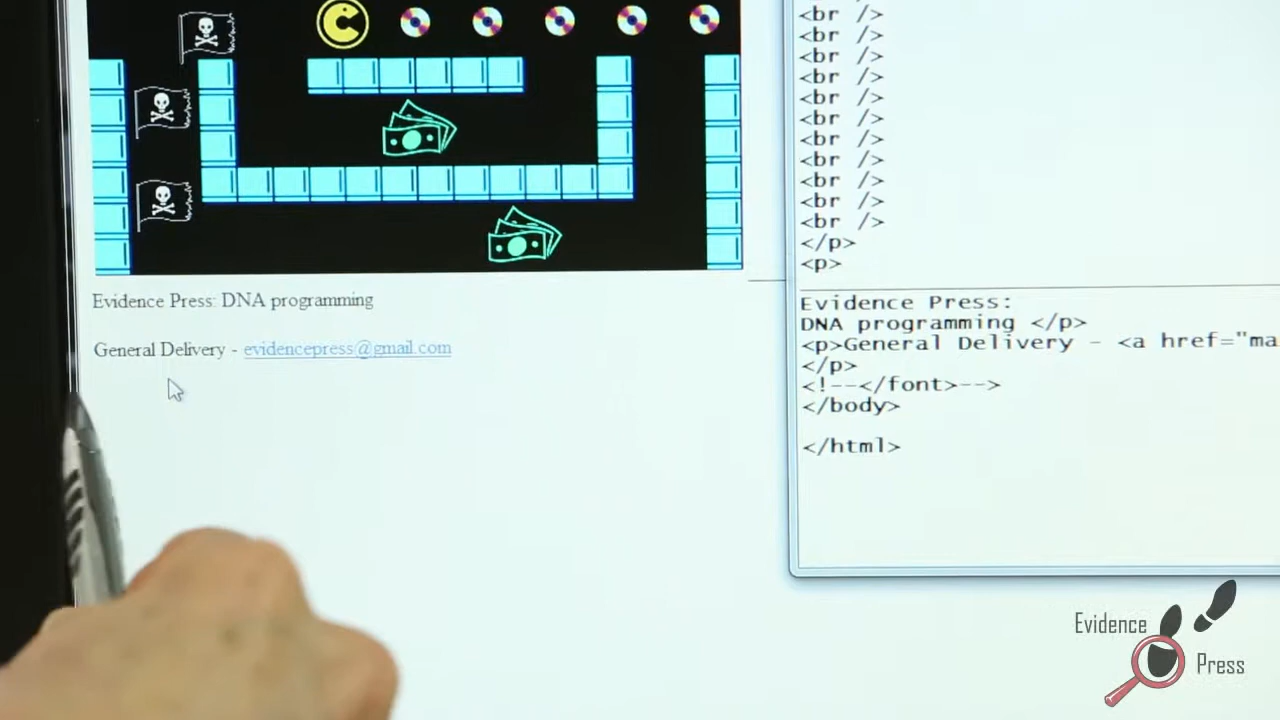 Evidence Press: DNA programming
General Delivery - evidencepress@gmail.com
<br />
<br />
<br />
<br />
<br />
<br />
<br />
<br />
<br />
<br />
<br />
</p>
<p>
Evidence Press:
DNA programming </p>
<p>General Delivery - <a href="ma
</p>
<!--</font>-->
</body>
</html>
Evidence
Press